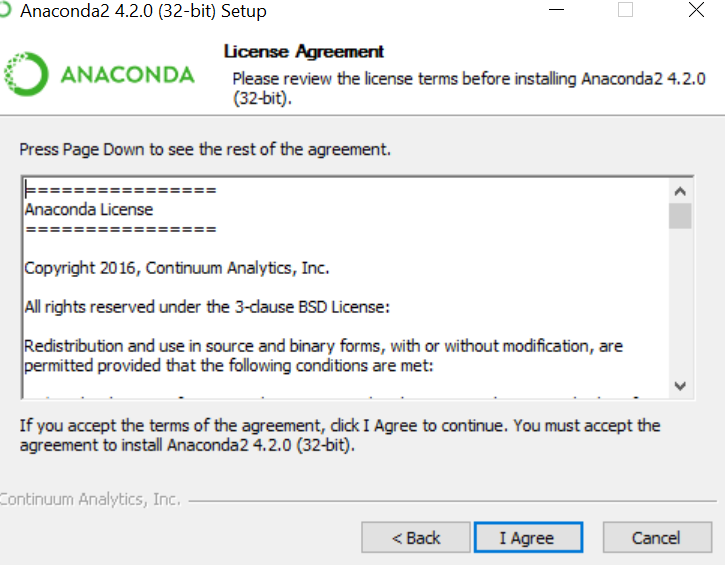 Anaconda2 4.2.0 (32-bit) Setup
ANACONDA
License Agreement
Please review the license terms before installing Anaconda2 4.2.0
(32-bit).
Press Page Down to see the rest of the agreement.
================
Anaconda License
================
Copyright 2016, Continuum Analytics, Inc.
All rights reserved under the 3-clause BSD License:
Redistribution and use in source and binary forms, with or without modification, are
permitted provided that the following conditions are met:
If you accept the terms of the agreement, click I Agree to continue. You must accept the
agreement to install Anaconda2 4.2.0 (32-bit).
Continuum Analytics, Inc.
< Back
I Agree
Cancel